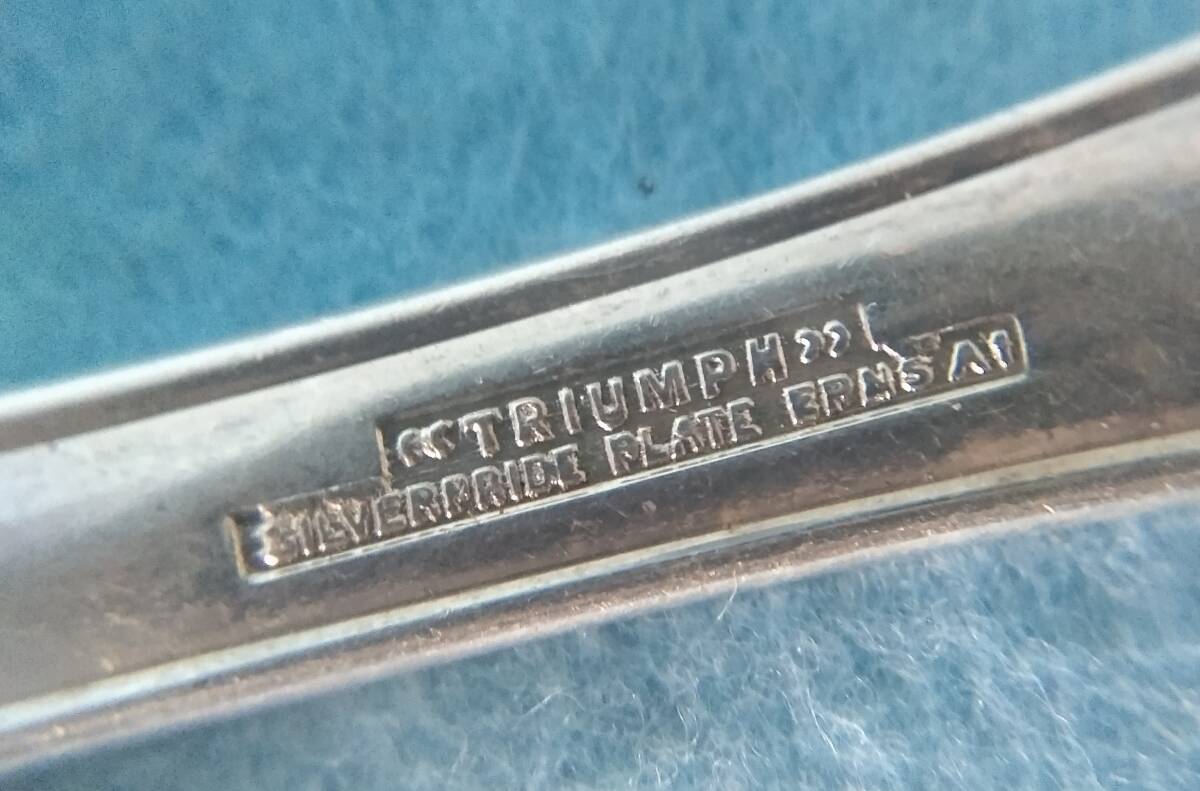 “TRIUMPH”
SILVERPRIDE PLATE EPNS A1